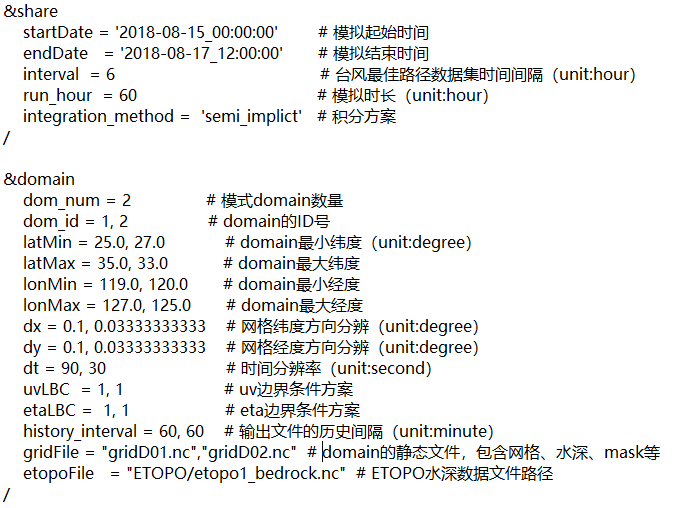 &share
startDate = '2018-08-15_00:00:00' # 模拟起始时间
endDate = '2018-08-17_12:00:00' # 模拟结束时间
interval = 6 # 台风最佳路径数据集时间间隔（unit:hour）
run_hour = 60 # 模拟时长（unit:hour）
integration_method = 'semi_implict' # 积分方案
/
&domain
dom_num = 2 # 模式domain数量
dom_id = 1, 2 # domain的ID号
latMin = 25.0, 27.0 # domain最小纬度（unit:degree）
latMax = 35.0, 33.0 # domain最大纬度
lonMin = 119.0, 120.0 # domain最小经度
lonMax = 127.0, 125.0 # domain最大经度
dx = 0.1, 0.03333333333 # 网格纬度方向分辨（unit:degree）
dy = 0.1, 0.03333333333 # 网格经度方向分辨（unit:degree）
dt = 90, 30 # 时间分辨率（unit:second）
uvLBC = 1, 1 # uv边界条件方案
etaLBC = 1, 1 # eta边界条件方案
history_interval = 60, 60 # 输出文件的历史间隔（unit:minute）
gridFile = "gridD01.nc","gridD02.nc" # domain的静态文件，包含网格、水深、mask等
etopoFile = "ETOPO/etopo1_bedrock.nc" # ETOPO水深数据文件路径
/